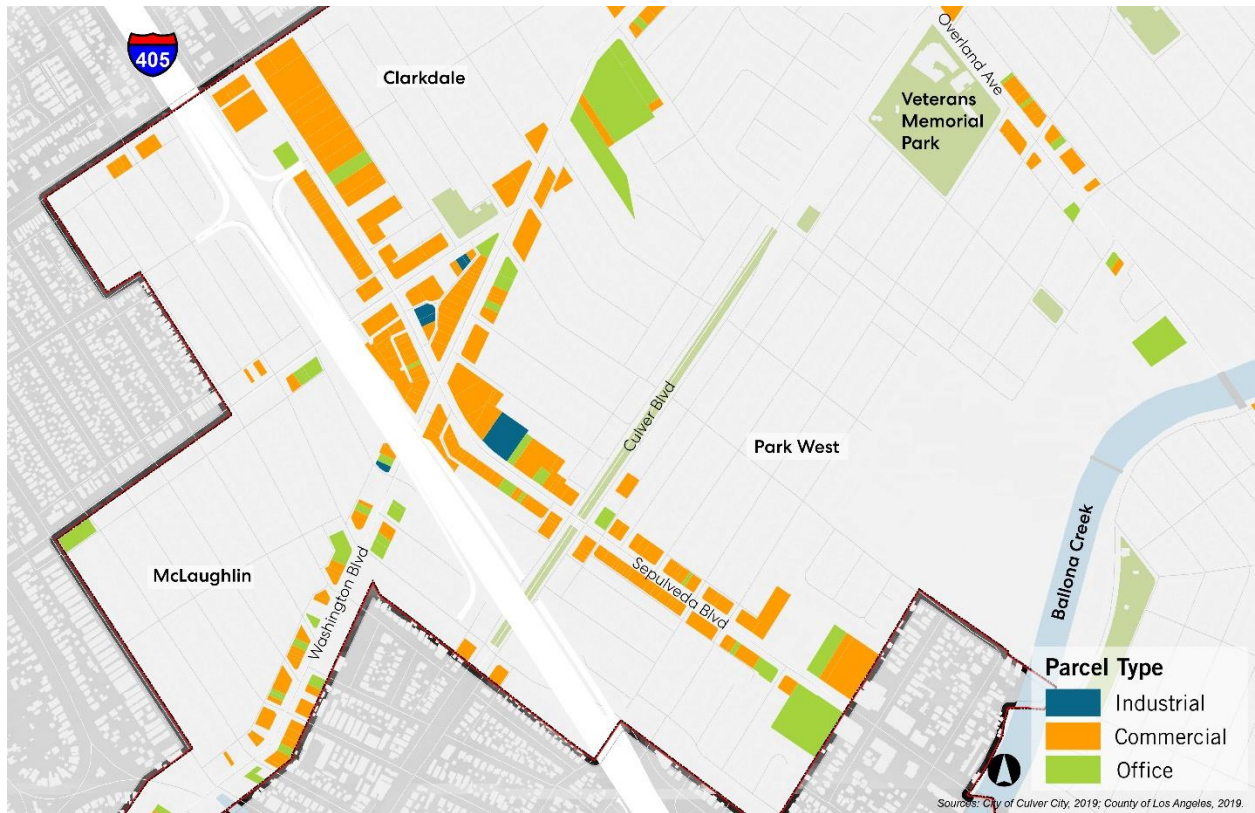 405
Clarkdale
Overland Ave
Veterans
Memorial
Park
Culver Blvd
Park West
McLaughlin
Washington Blvd
Sepulveda Blvd
Ballona Creek
Parcel Type
Industrial
Commercial
Office
Sources: City of Culver City, 2019; County of Los Angeles, 2019.